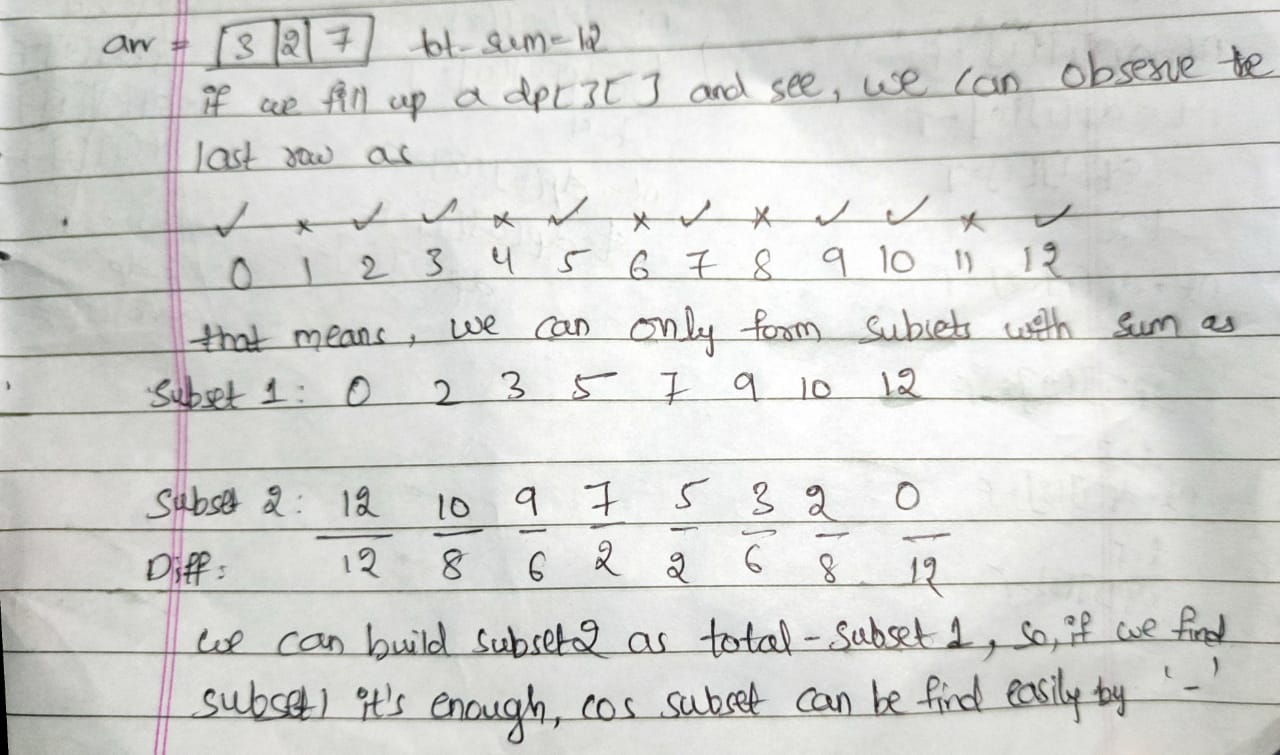 arr = [3|2|7] tot-sum=12
if we fill up a dp[ ][ ] and see, we can observe the
last row as
✓ × ✓ ✓ × ✓ × ✓ × ✓ ✓ × ✓
0 1 2 3 4 5 6 7 8 9 10 11 12
that means, we can only form subsets with sum as
Subset 1: 0 2 3 5 7 9 10 12
Subset 2: 12 10 9 7 5 3 2 0
Diff: 12 8 6 2 2 6 8 12
we can build subset2 as total - subset 1, so, if we find
subset1 it's enough, cos subset can be find easily by '-'